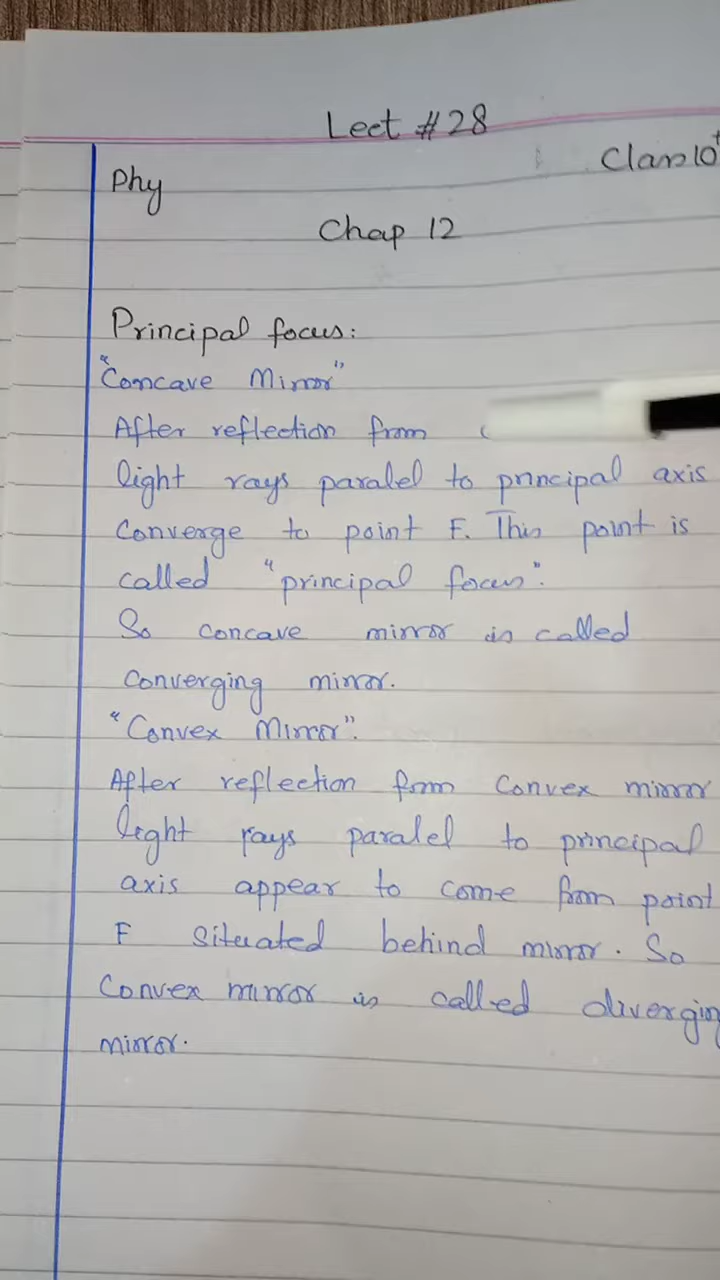 Lect #28
Class 10t
Phy
Chap 12
Principal focus:
"Concave Mirror"
After reflection from
light rays paralel to principal axis
converge to point F. This point is
called "principal focus".
So concave mirror is called
converging mirror.
"Convex Mirror".
After reflection from convex mirror
light rays paralel to principal
axis appear to come from point
F situated behind mirror. So
Convex mirror is called divergin
mirror.